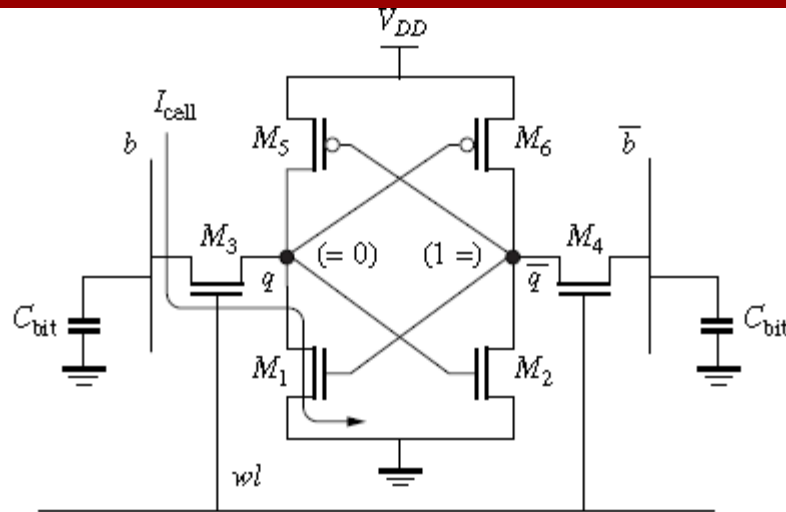 V_DD
I_cell
b
M_5
M_6
b̅
M_3
(= 0)
(1 =)
M_4
q
q̅
C_bit
C_bit
M_1
M_2
wl